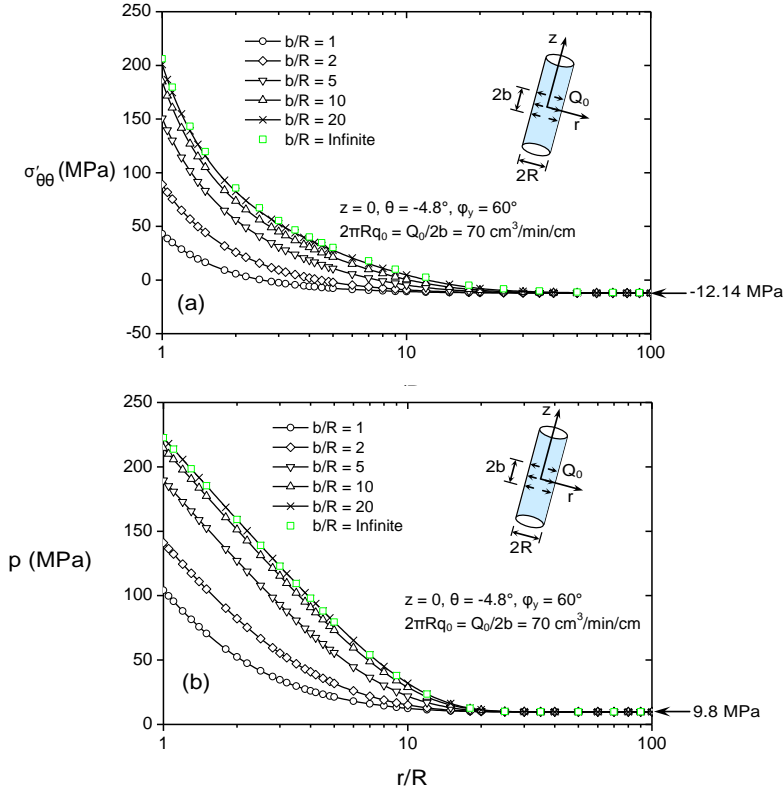 250
200
150
100
50
0
-50
σ′θθ (MPa)
b/R = 1
b/R = 2
b/R = 5
b/R = 10
b/R = 20
b/R = Infinite
z
2b
Q₀
r
2R
z = 0, θ = -4.8°, φy = 60°
2πRq₀ = Q₀/2b = 70 cm³/min/cm
(a)
-12.14 MPa
1
10
100
250
200
150
100
50
0
p (MPa)
b/R = 1
b/R = 2
b/R = 5
b/R = 10
b/R = 20
b/R = Infinite
z
2b
Q₀
r
2R
z = 0, θ = -4.8°, φy = 60°
2πRq₀ = Q₀/2b = 70 cm³/min/cm
(b)
9.8 MPa
1
10
100
r/R